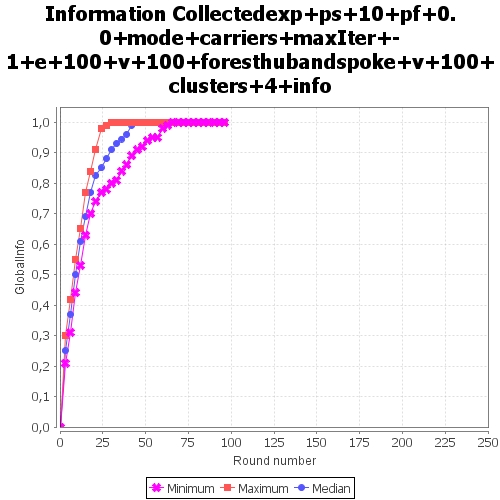 Information Collectedexp+ps+10+pf+0.
0+mode+carriers+maxIter+-
1+e+100+v+100+foresthubandspoke+v+100+
clusters+4+info
1,0
0,9
0,8
0,7
0,6
0,5
0,4
0,3
0,2
0,1
0,0
GlobalInfo
0 25 50 75 100 125 150 175 200 225 250
Round number
Minimum Maximum Median